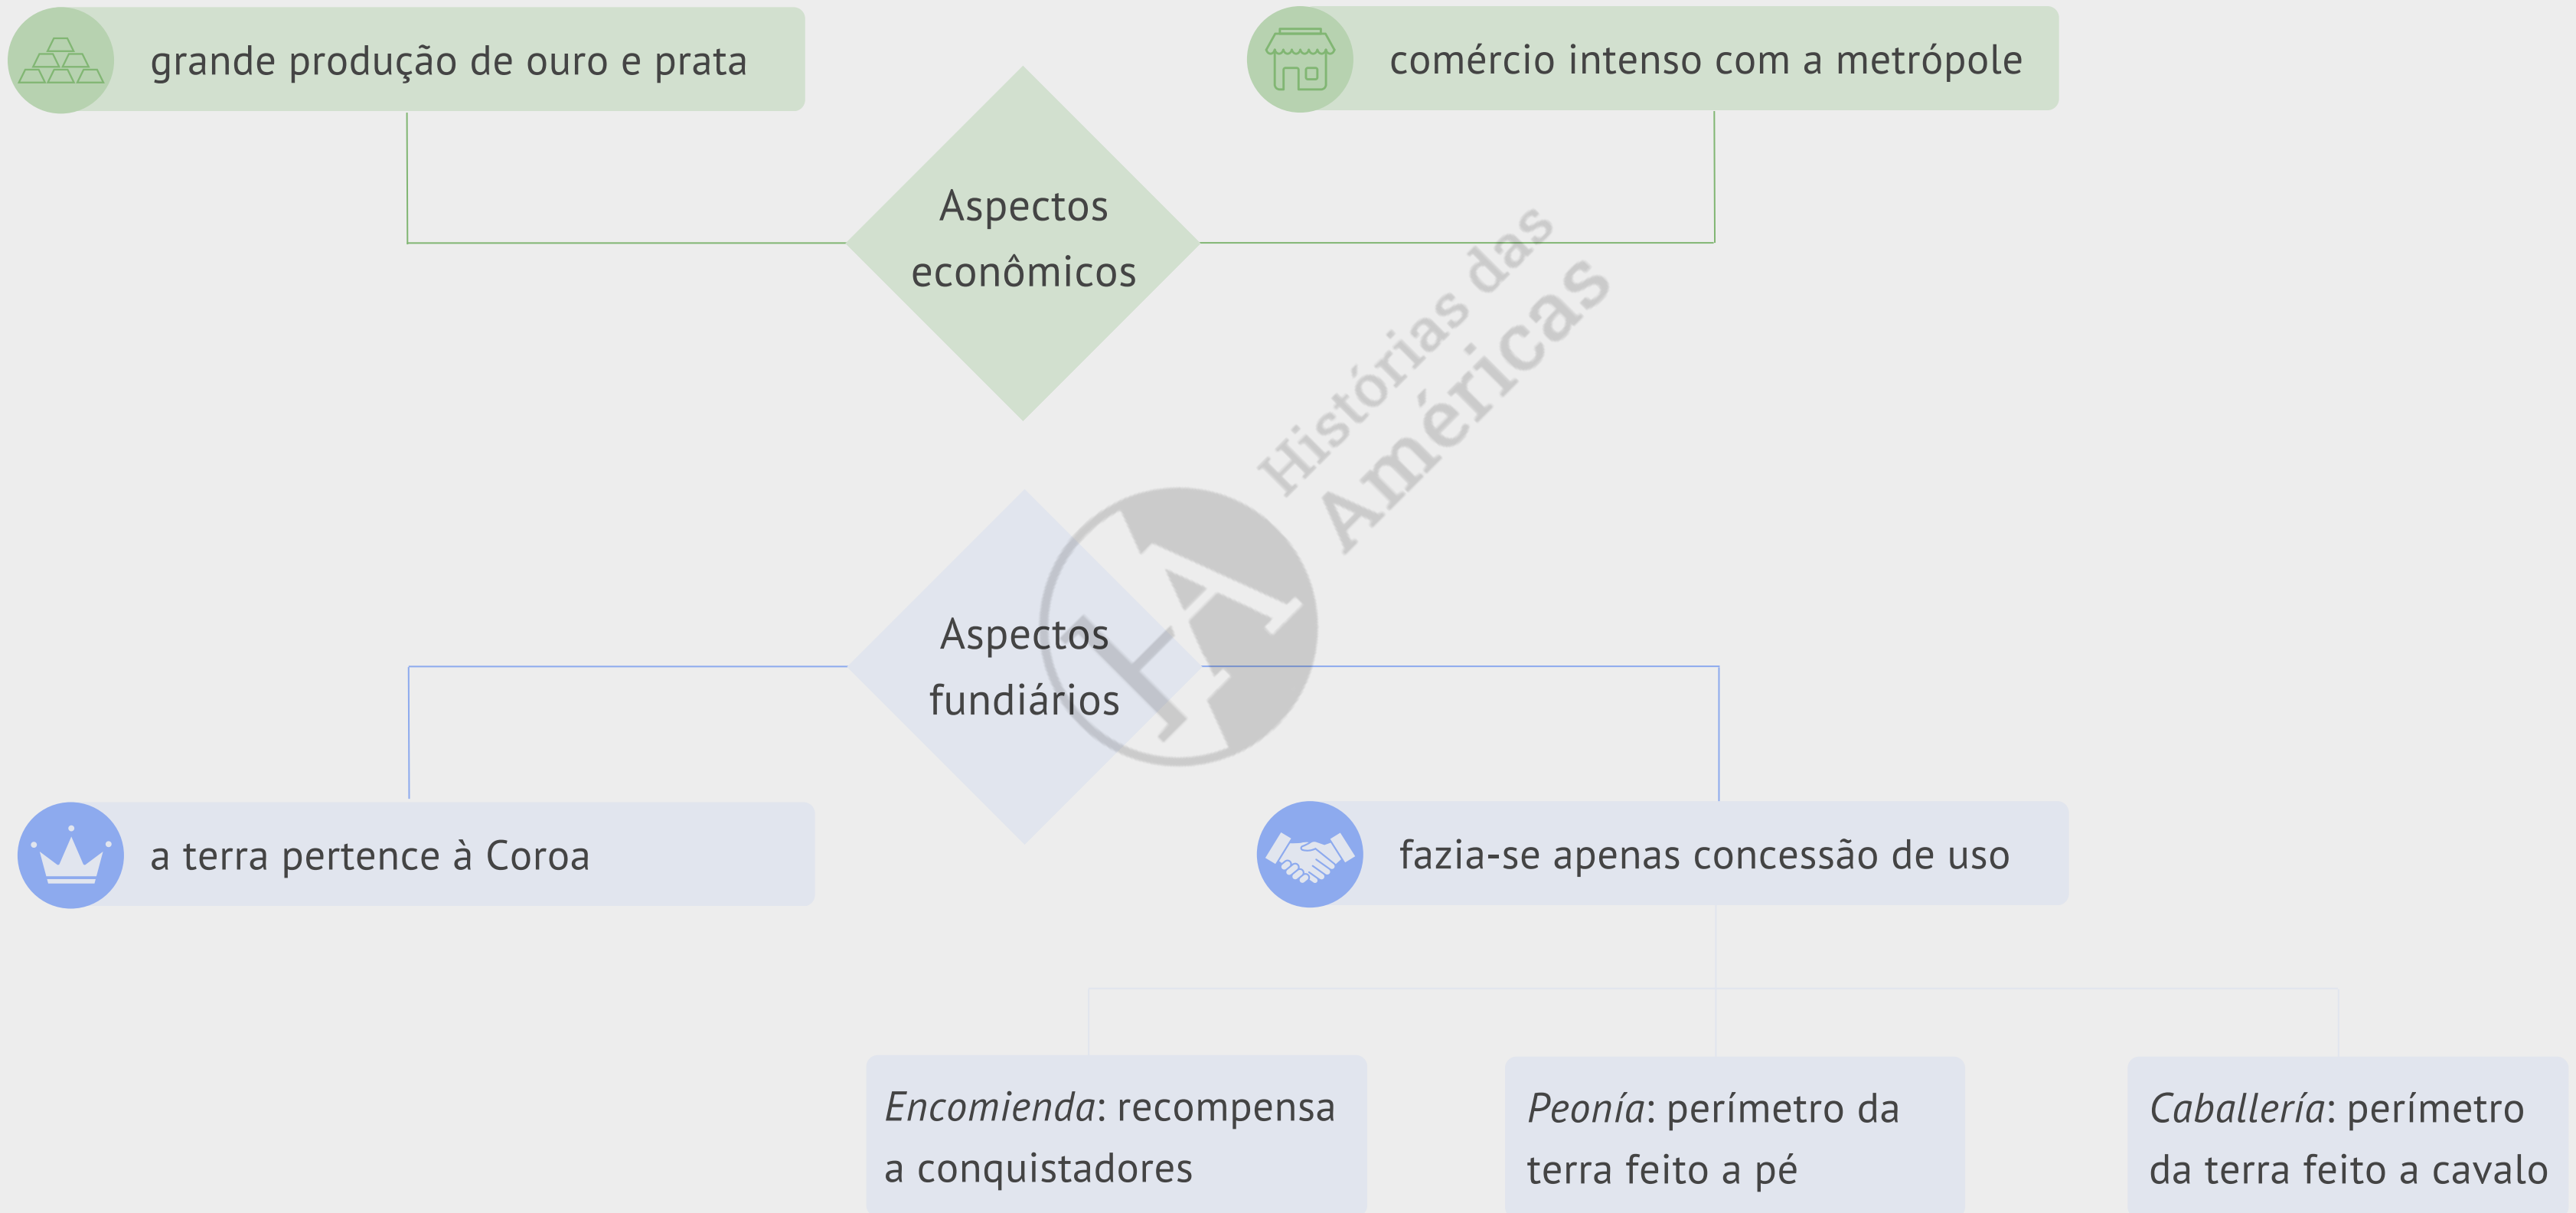 grande produção de ouro e prata
comércio intenso com a metrópole
Aspectos
econômicos
Histórias das
Américas
HA
Aspectos
fundiários
a terra pertence à Coroa
fazia-se apenas concessão de uso
Encomienda: recompensa
a conquistadores
Peonía: perímetro da
terra feito a pé
Caballería: perímetro
da terra feito a cavalo